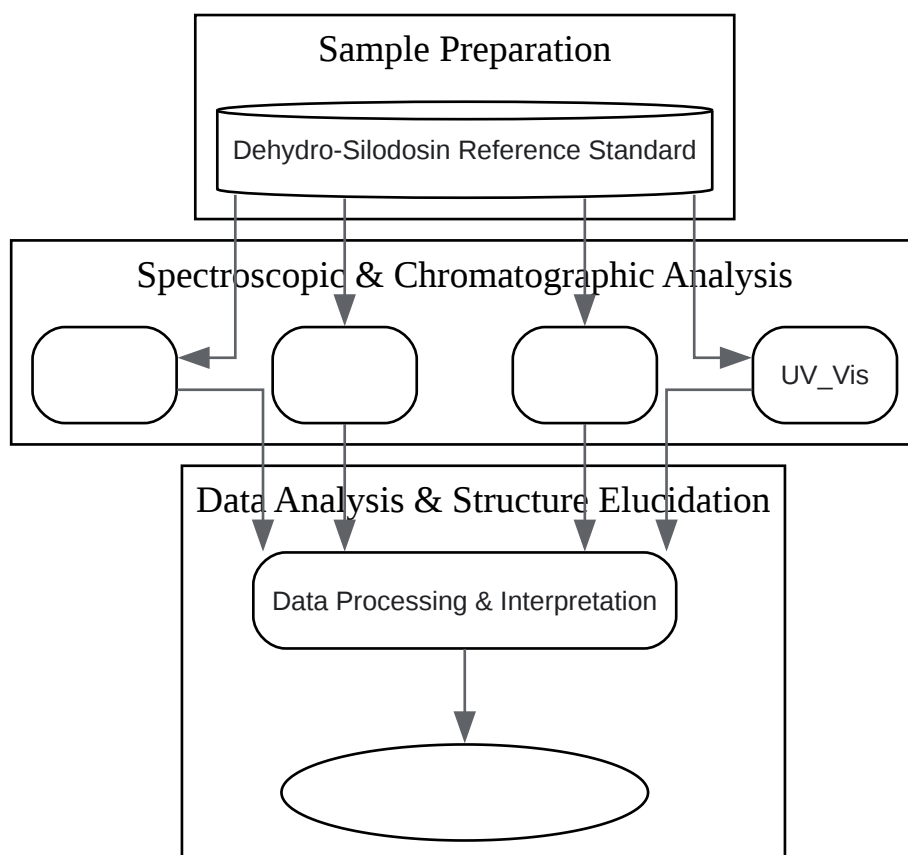 Sample Preparation
Dehydro-Silodosin Reference Standard
Spectroscopic & Chromatographic Analysis
UV_Vis
Data Analysis & Structure Elucidation
Data Processing & Interpretation